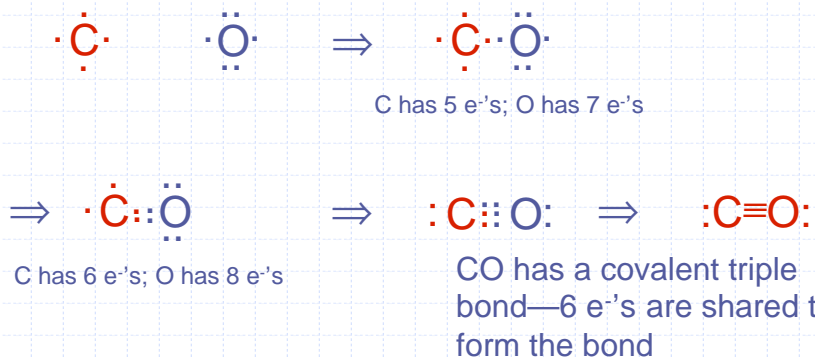 ·C· ·O· ⇒ ·C··O·
C has 5 e-'s; O has 7 e-'s
⇒ ·C::O ⇒ :C⁝⁝O: ⇒ :C≡O:
C has 6 e-'s; O has 8 e-'s
CO has a covalent triple
bond—6 e-'s are shared t
form the bond